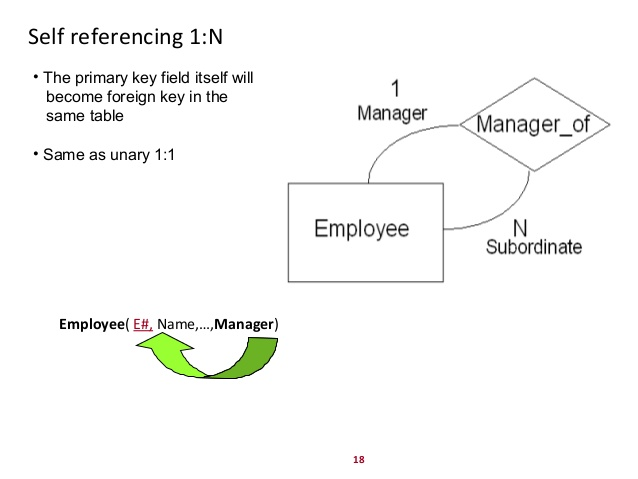 Self referencing 1:N
• The primary key field itself will
become foreign key in the
same table
• Same as unary 1:1
1
Manager
Manager_of
Employee
N
Subordinate
Employee( E#, Name,…,Manager)
18